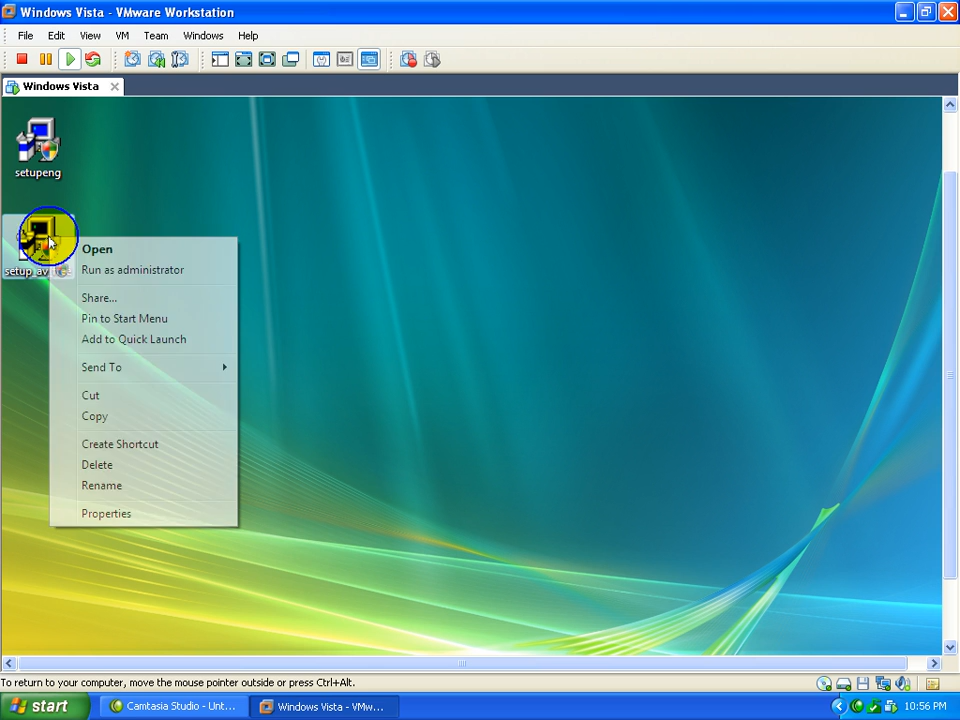 Windows Vista - VMware Workstation
File Edit View VM Team Windows Help
Windows Vista
setupeng
Open
Run as administrator
Share...
Pin to Start Menu
Add to Quick Launch
Send To
Cut
Copy
Create Shortcut
Delete
Rename
Properties
To return to your computer, move the mouse pointer outside or press Ctrl+Alt.
start
Camtasia Studio - Unt...
Windows Vista - VMw...
10:56 PM